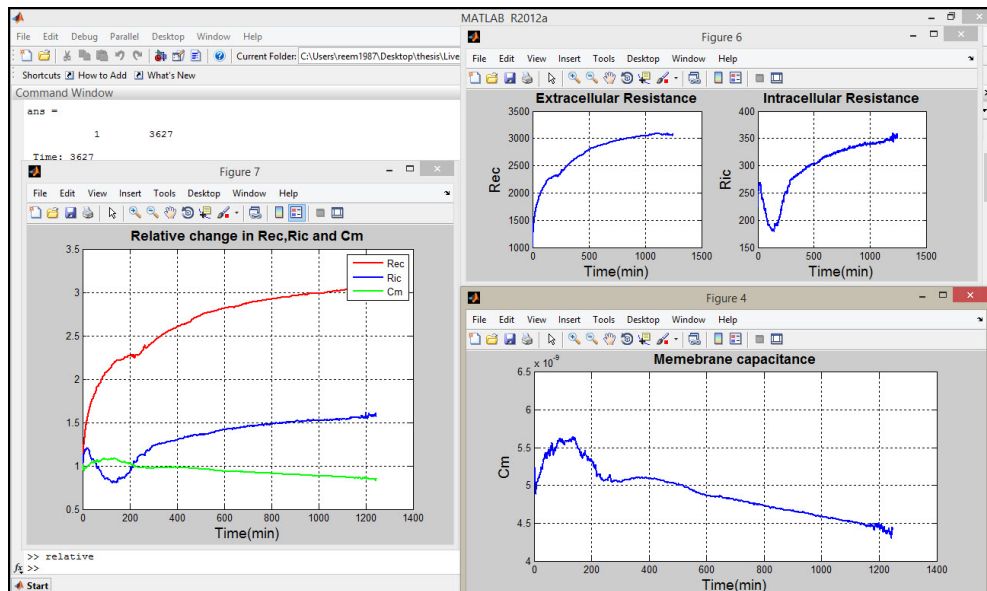 MATLAB R2012a
File Edit Debug Parallel Desktop Window Help
Current Folder: C:\Users\reem1987\Desktop\thesis\Live
Shortcuts How to Add What's New
Command Window
ans =
1 3627
Time: 3627
Figure 7
File Edit View Insert Tools Desktop Window Help
Relative change in Rec,Ric and Cm
3.5
3
2.5
2
1.5
1
0.5
Rec
Ric
Cm
0 200 400 600 800 1000 1200 1400
Time(min)
>> relative
fx >>
Start
Figure 6
File Edit View Insert Tools Desktop Window Help
Extracellular Resistance
3500
3000
2500
2000
1500
1000
Rec
0 500 1000 1500
Time(min)
Intracellular Resistance
400
350
300
250
200
150
Ric
0 500 1000 1500
Time(min)
Figure 4
File Edit View Insert Tools Desktop Window Help
Memebrane capacitance
x 10⁻⁹
6.5
6
5.5
5
4.5
4
Cm
0 200 400 600 800 1000 1200 1400
Time(min)